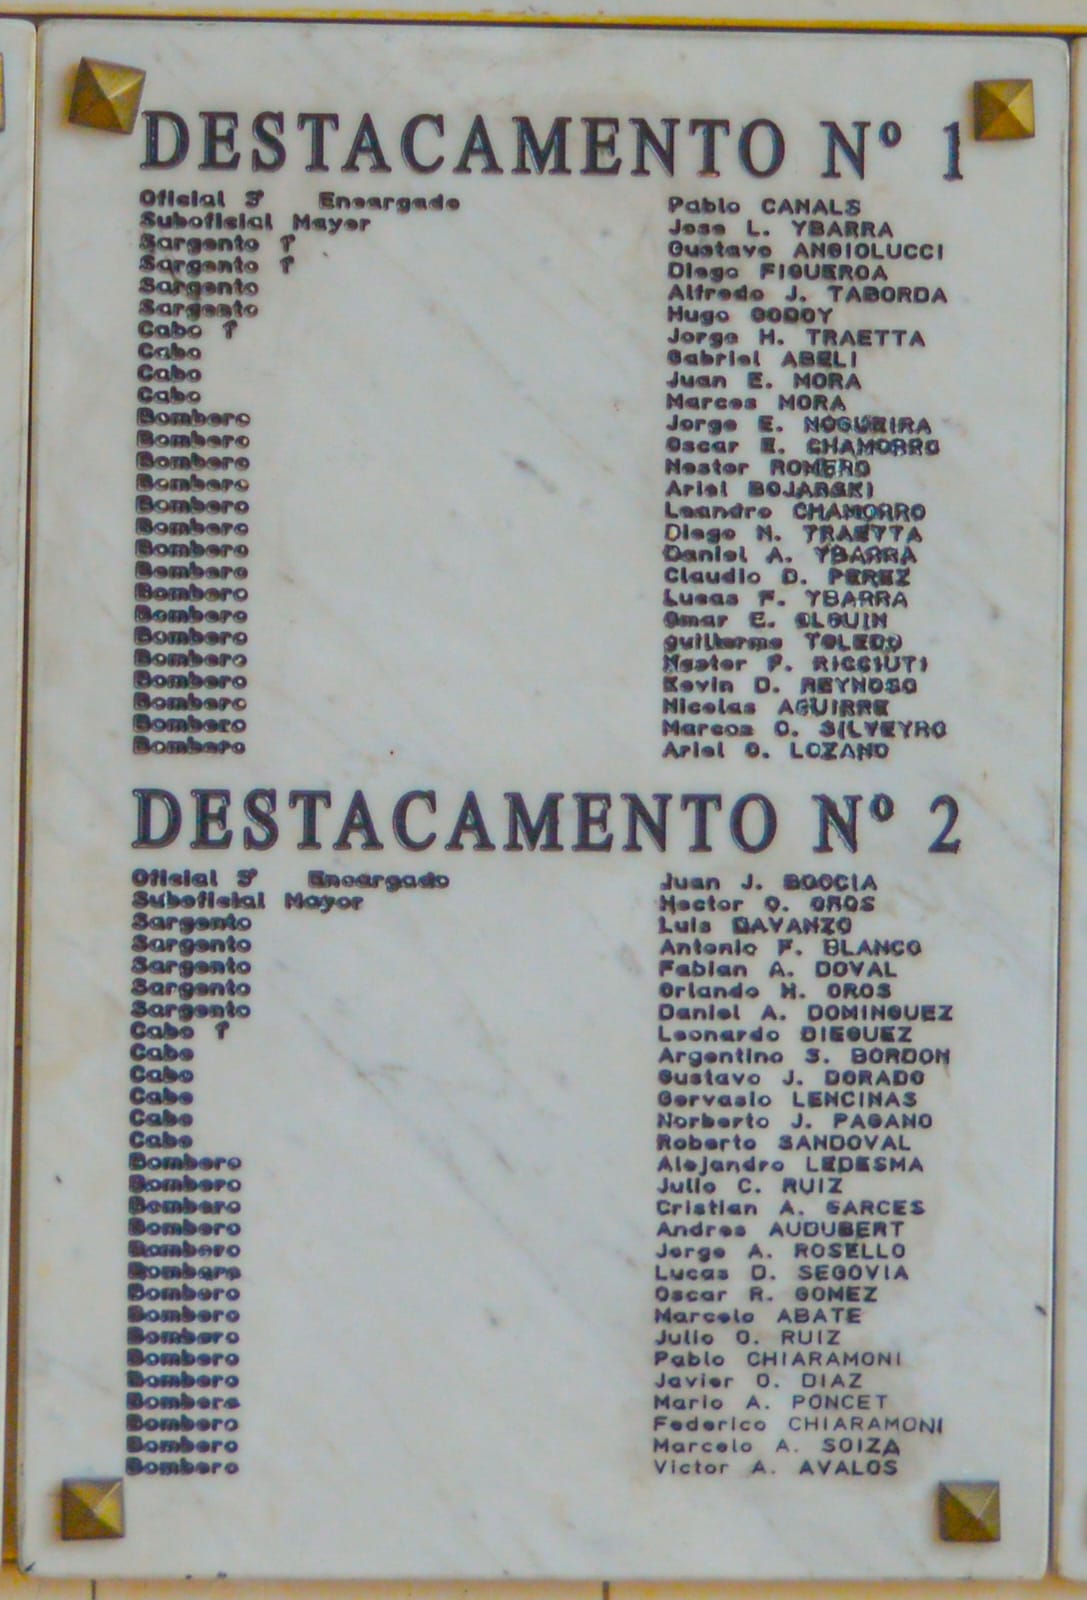 DESTACAMENTO Nº 1
Oficial 3º Encargado Pablo CANALS
Suboficial Mayor Jose L. YBARRA
Sargento 1º Gustavo ANGIOLUCCI
Sargento 1º Diego FIGUEROA
Sargento Alfredo J. TABORDA
Sargento Hugo GODOY
Cabo 1º Jorge H. TRAETTA
Cabo Gabriel ABELI
Cabo Juan E. MORA
Cabo Marcos MORA
Bombero Jorge E. NOGUEIRA
Bombero Oscar E. CHAMORRO
Bombero Nestor ROMERO
Bombero Ariel BOJARSKI
Bombero Leandro CHAMORRO
Bombero Diego N. TRAETTA
Bombero Daniel A. YBARRA
Bombero Claudio D. PEREZ
Bombero Lucas F. YBARRA
Bombero Omar E. OLGUIN
Bombero guillermo TOLEDO
Bombero Nestor P. RICCIUTI
Bombero Kevin D. REYNOSO
Bombero Nicolas AGUIRRE
Bombero Marcos O. SILVEYRO
Bombero Ariel LOZANO
DESTACAMENTO Nº 2
Oficial 3º Encargado Juan J. BOCCIA
Suboficial Mayor Hector O. OROS
Sargento Luis DAVANZO
Sargento Antonio F. BLANCO
Sargento Fabian A. DOVAL
Sargento Orlando H. OROS
Sargento Daniel A. DOMINGUEZ
Cabo 1º Leonardo DIEGUEZ
Cabo Argentino S. BORDON
Cabo Gustavo J. DORADO
Cabo Gervasio LENCINAS
Cabo Norberto J. PAGANO
Cabo Roberto SANDOVAL
Bombero Alejandro LEDESMA
Bombero Julio C. RUIZ
Bombero Cristian A. GARCES
Bombero Andres AUDUBERT
Bombero Jorge A. ROSELLO
Bombero Lucas D. SEGOVIA
Bombero Oscar R. GOMEZ
Bombero Marcelo ABATE
Bombero Julio O. RUIZ
Bombero Pablo CHIARAMONI
Bombero Javier O. DIAZ
Bombero Mario A. PONCET
Bombero Federico CHIARAMONI
Bombero Marcelo A. SOIZA
Bombero Victor A. AVALOS